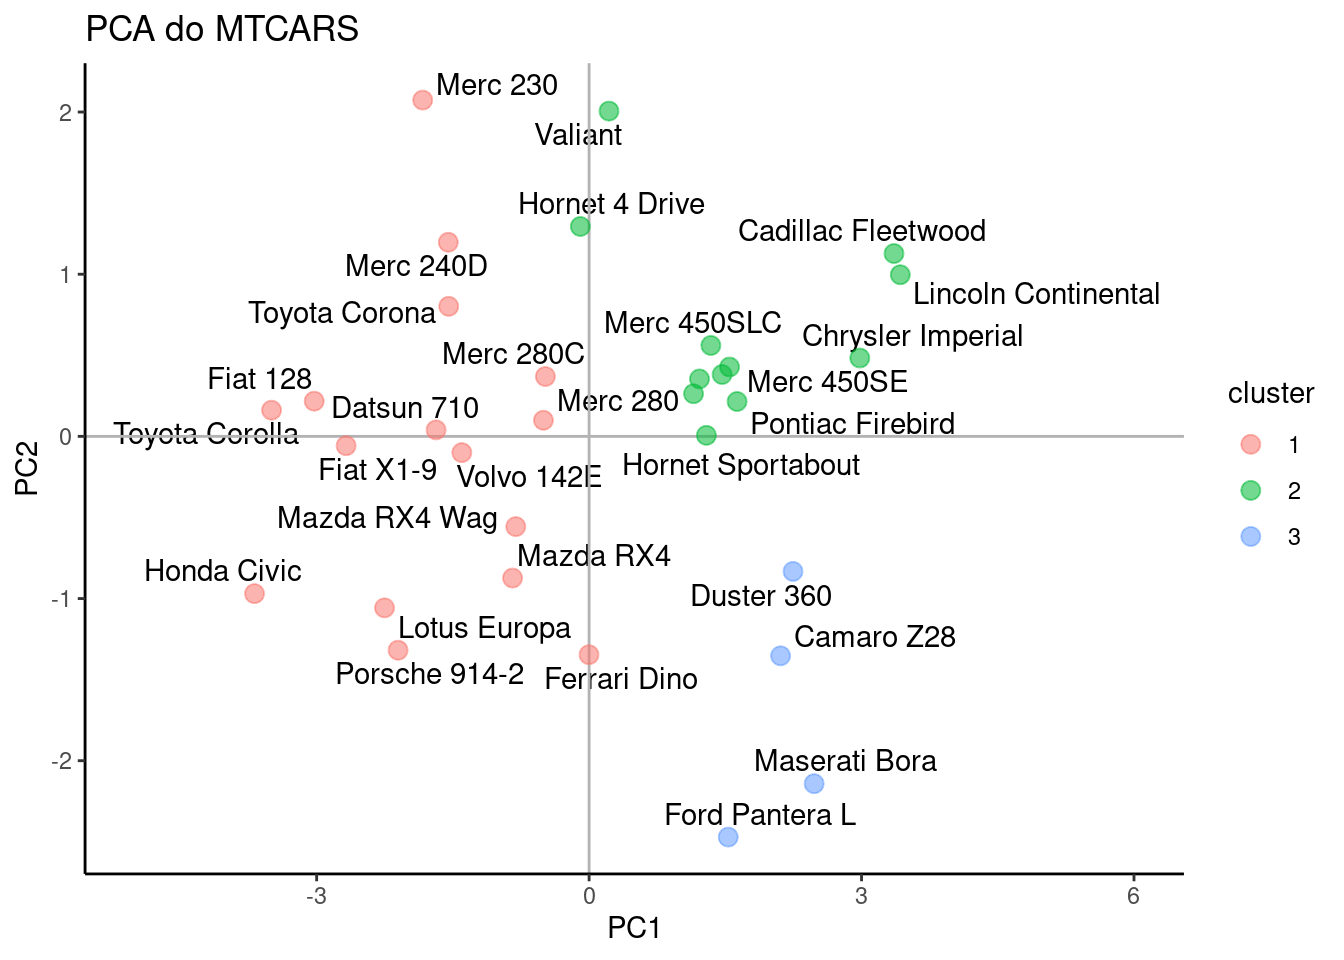 PCA do MTCARS
Merc 230
Valiant
Hornet 4 Drive
Cadillac Fleetwood
Merc 240D
Lincoln Continental
Toyota Corona
Merc 450SLC
Chrysler Imperial
Merc 280C
Fiat 128
Merc 450SE
Datsun 710
Merc 280
Pontiac Firebird
Toyota Corolla
Hornet Sportabout
Fiat X1-9
Volvo 142E
Mazda RX4 Wag
Mazda RX4
Honda Civic
Duster 360
Lotus Europa
Camaro Z28
Porsche 914-2
Ferrari Dino
Maserati Bora
Ford Pantera L
2
1
0
-1
-2
PC2
-3
0
3
6
PC1
cluster
1
2
3